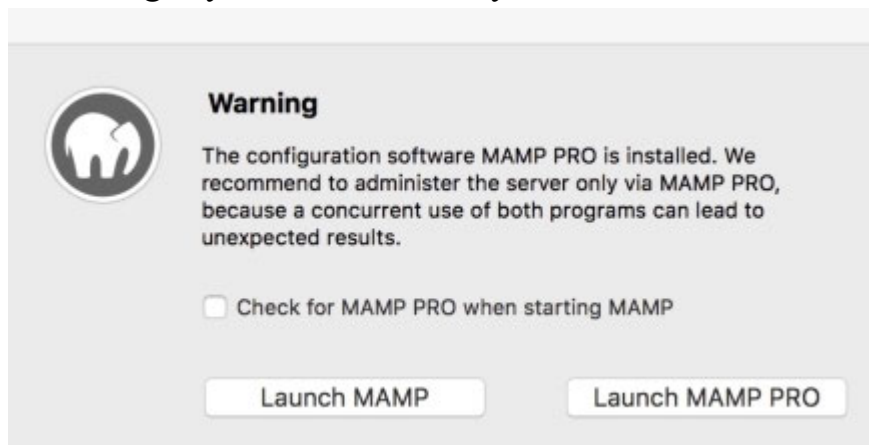 Warning
The configuration software MAMP PRO is installed. We
recommend to administer the server only via MAMP PRO,
because a concurrent use of both programs can lead to
unexpected results.
Check for MAMP PRO when starting MAMP
Launch MAMP Launch MAMP PRO